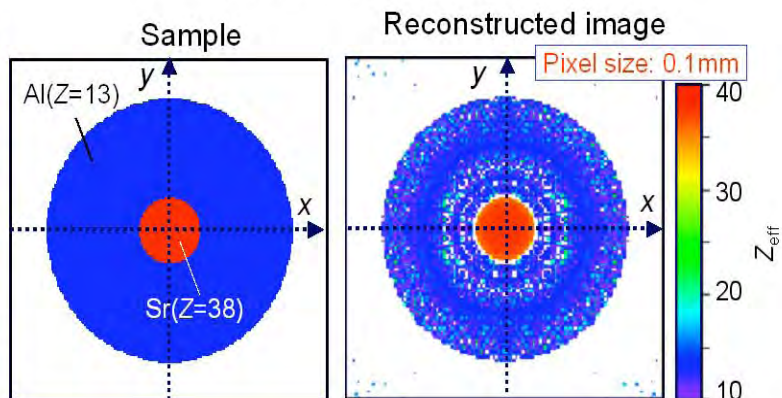 Sample
Reconstructed image
Pixel size: 0.1mm
y
y
Al(Z=13)
x
x
Sr(Z=38)
40
30
20
10
Z_eff